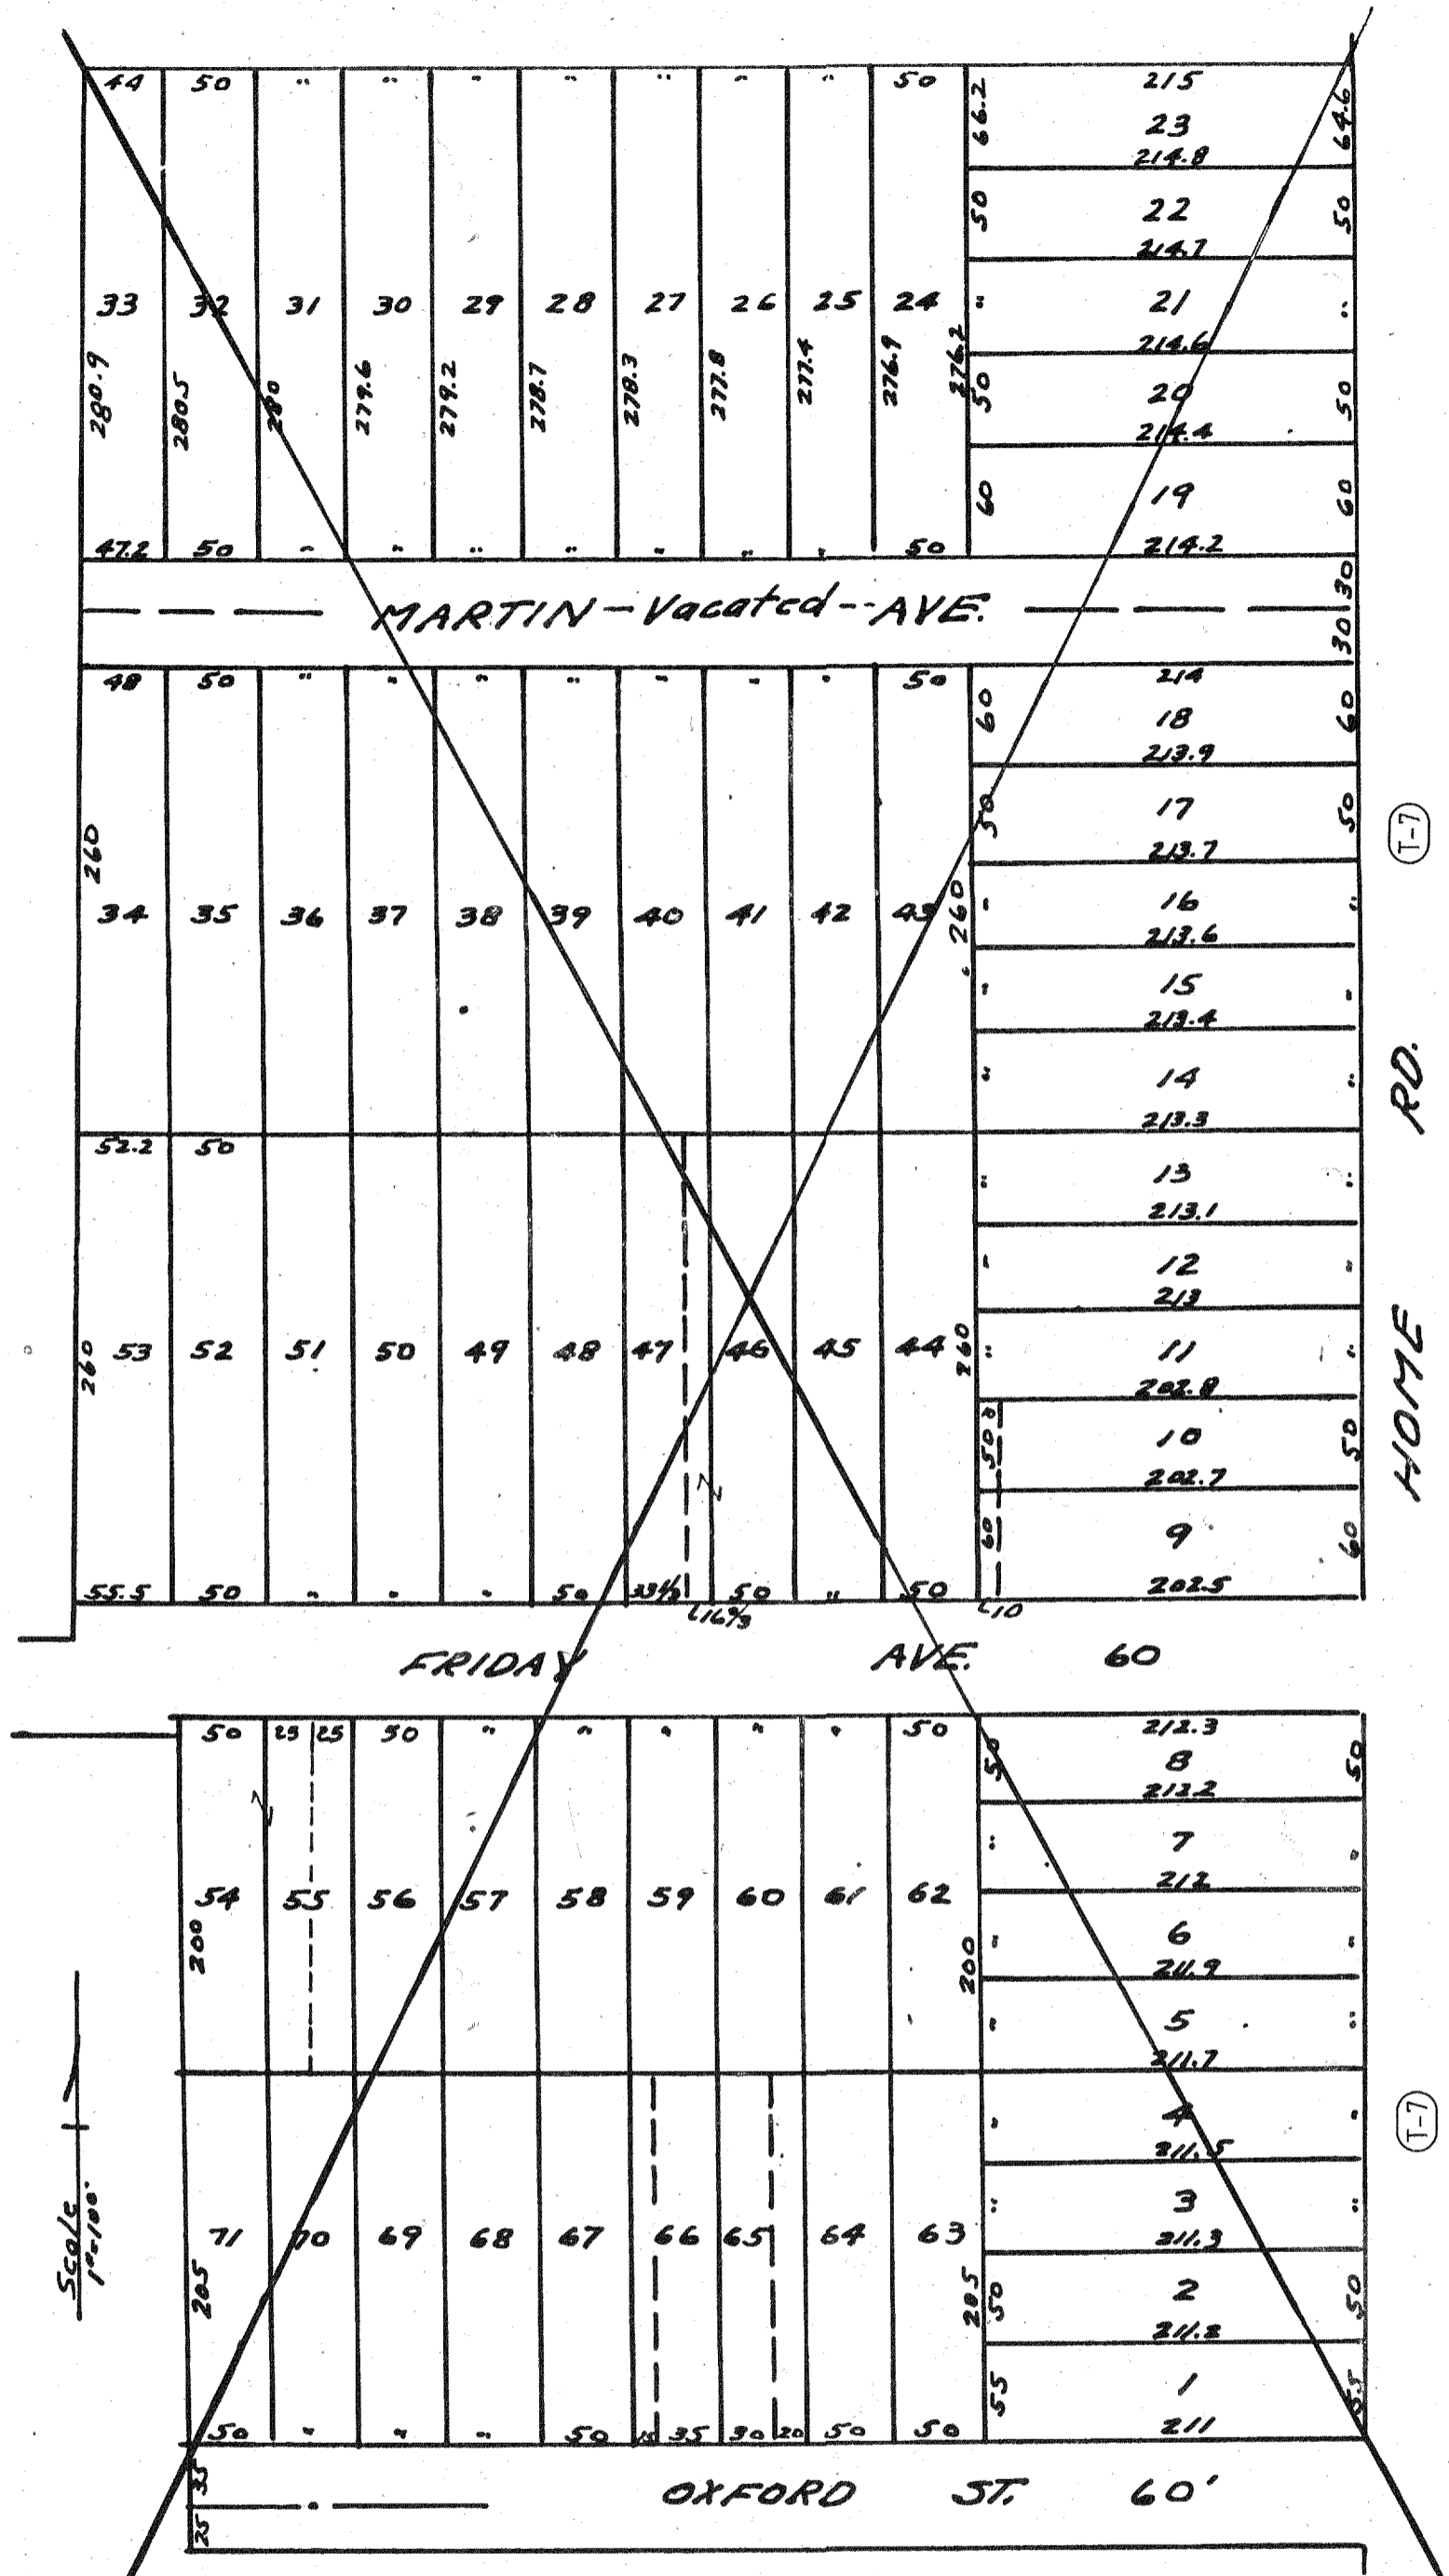 44 50 " " " " " " " 50 66.2 215 64.6
23
214.8
50 22 50
214.7
33 32 31 30 29 28 27 26 25 24 " 21 "
214.6
280.9 280.5 280 279.6 279.2 278.7 278.3 277.8 277.4 276.9 276.2 50 20 50
214.4
60 19 60
47.2 50 " " " " " " " 50 214.2
MARTIN - Vacated - - AVE. 30 30
48 50 " " " " " " " 50 60 214 60
18
213.9
50 17 50
213.7
260 260
34 35 36 37 38 39 40 41 42 43 " 16 "
213.6
" 15 "
213.4
" 14 "
213.3
52.2 50
" 13 "
213.1
" 12 "
213
260 53 52 51 50 49 48 47 46 45 44 260 " 11 "
202.8
50 8 10 50
202.7
60 9 60
55.5 50 " " " 50 33⅓ 50 " 50 202.5
16⅔ 10
FRIDAY AVE. 60
HOME RD.
T-7
50 25 25 50 " " " " " 50 50 212.3 50
8
212.2
" 7 "
212
54 55 56 57 58 59 60 61 62
200 200 " 6 "
211.9
" 5 "
211.7
" 4 "
211.5
" 3 "
211.3
71 70 69 68 67 66 65 64 63
205 205 50 2 50
211.2
55 1 55
50 " " " 50 15 35 30 20 50 50 211
35
25
OXFORD ST. 60'
Scale
1"=100'
T-7